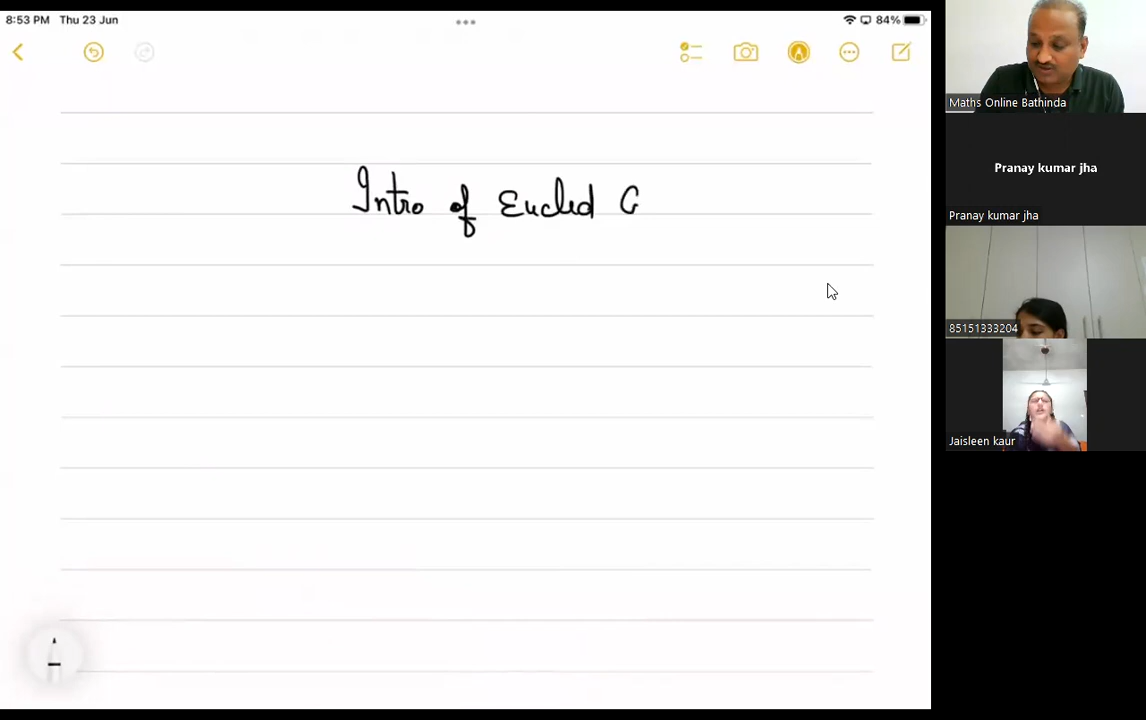 8:53 PM Thu 23 Jun
84%
Maths Online Bathinda
Pranay kumar jha
Pranay kumar jha
Intro of Euclid G
85151333204
Jaisleen kaur